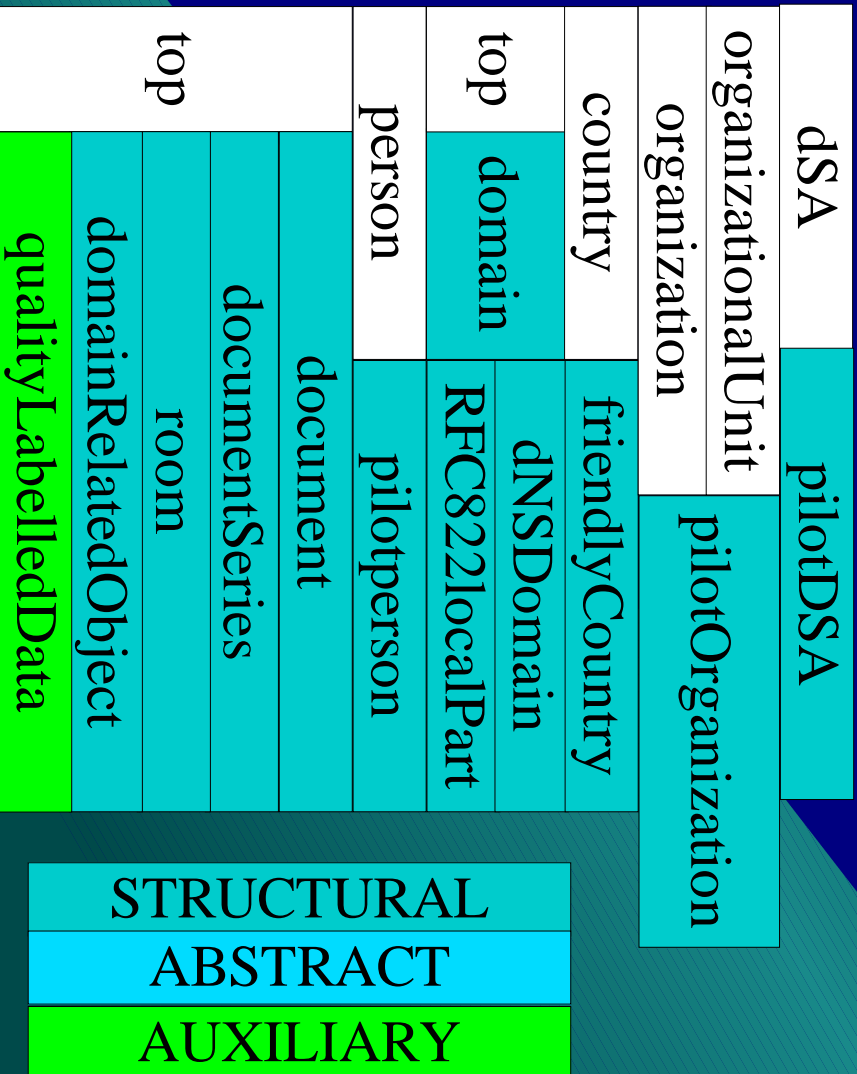 dSA
pilotDSA
organizationalUnit
organization
pilotOrganization
country
friendlyCountry
top
domain
dNSDomain
RFC822localPart
person
pilotperson
top
document
documentSeries
room
domainRelatedObject
qualityLabelledData
STRUCTURAL
ABSTRACT
AUXILIARY